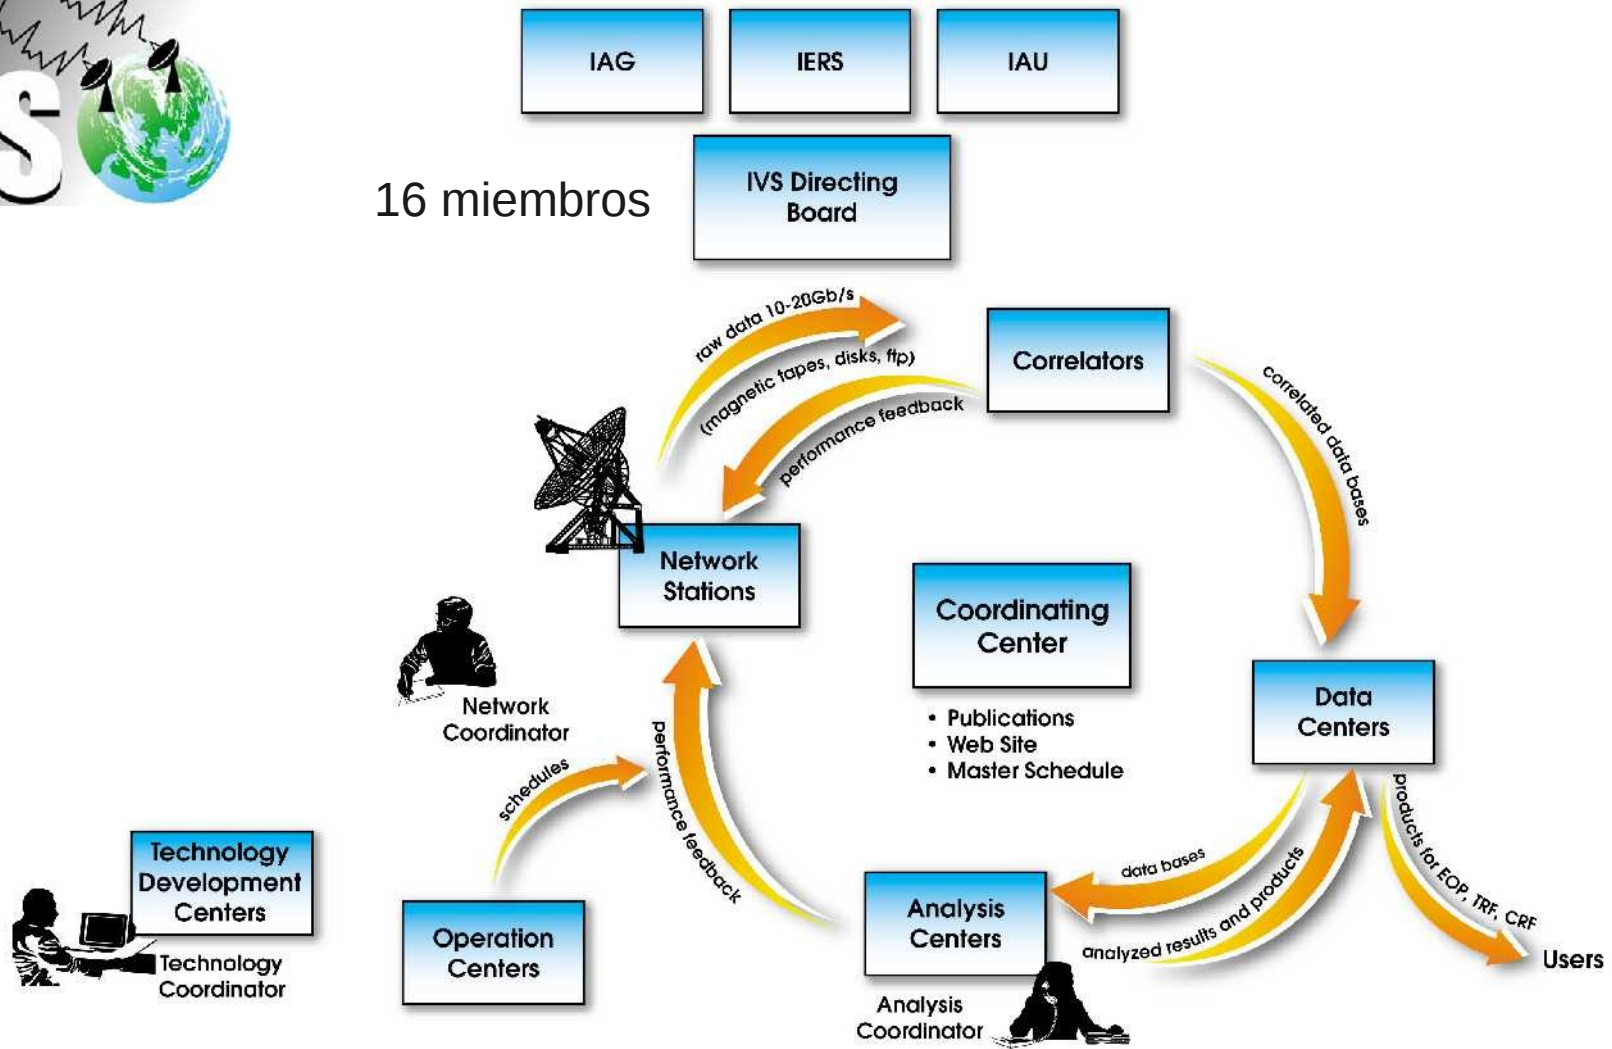 S
IAG
IERS
IAU
16 miembros
IVS Directing
Board
raw data 10-20Gb/s
(magnetic tapes, disks, ftp)
performance feedback
Correlators
correlated data bases
Network
Stations
Coordinating
Center
• Publications
• Web Site
• Master Schedule
Network
Coordinator
schedules
performance feedback
Data
Centers
Technology
Development
Centers
Technology
Coordinator
Operation
Centers
Analysis
Centers
Analysis
Coordinator
data bases
analyzed results and products
products for EOP, TRF, CRF
Users